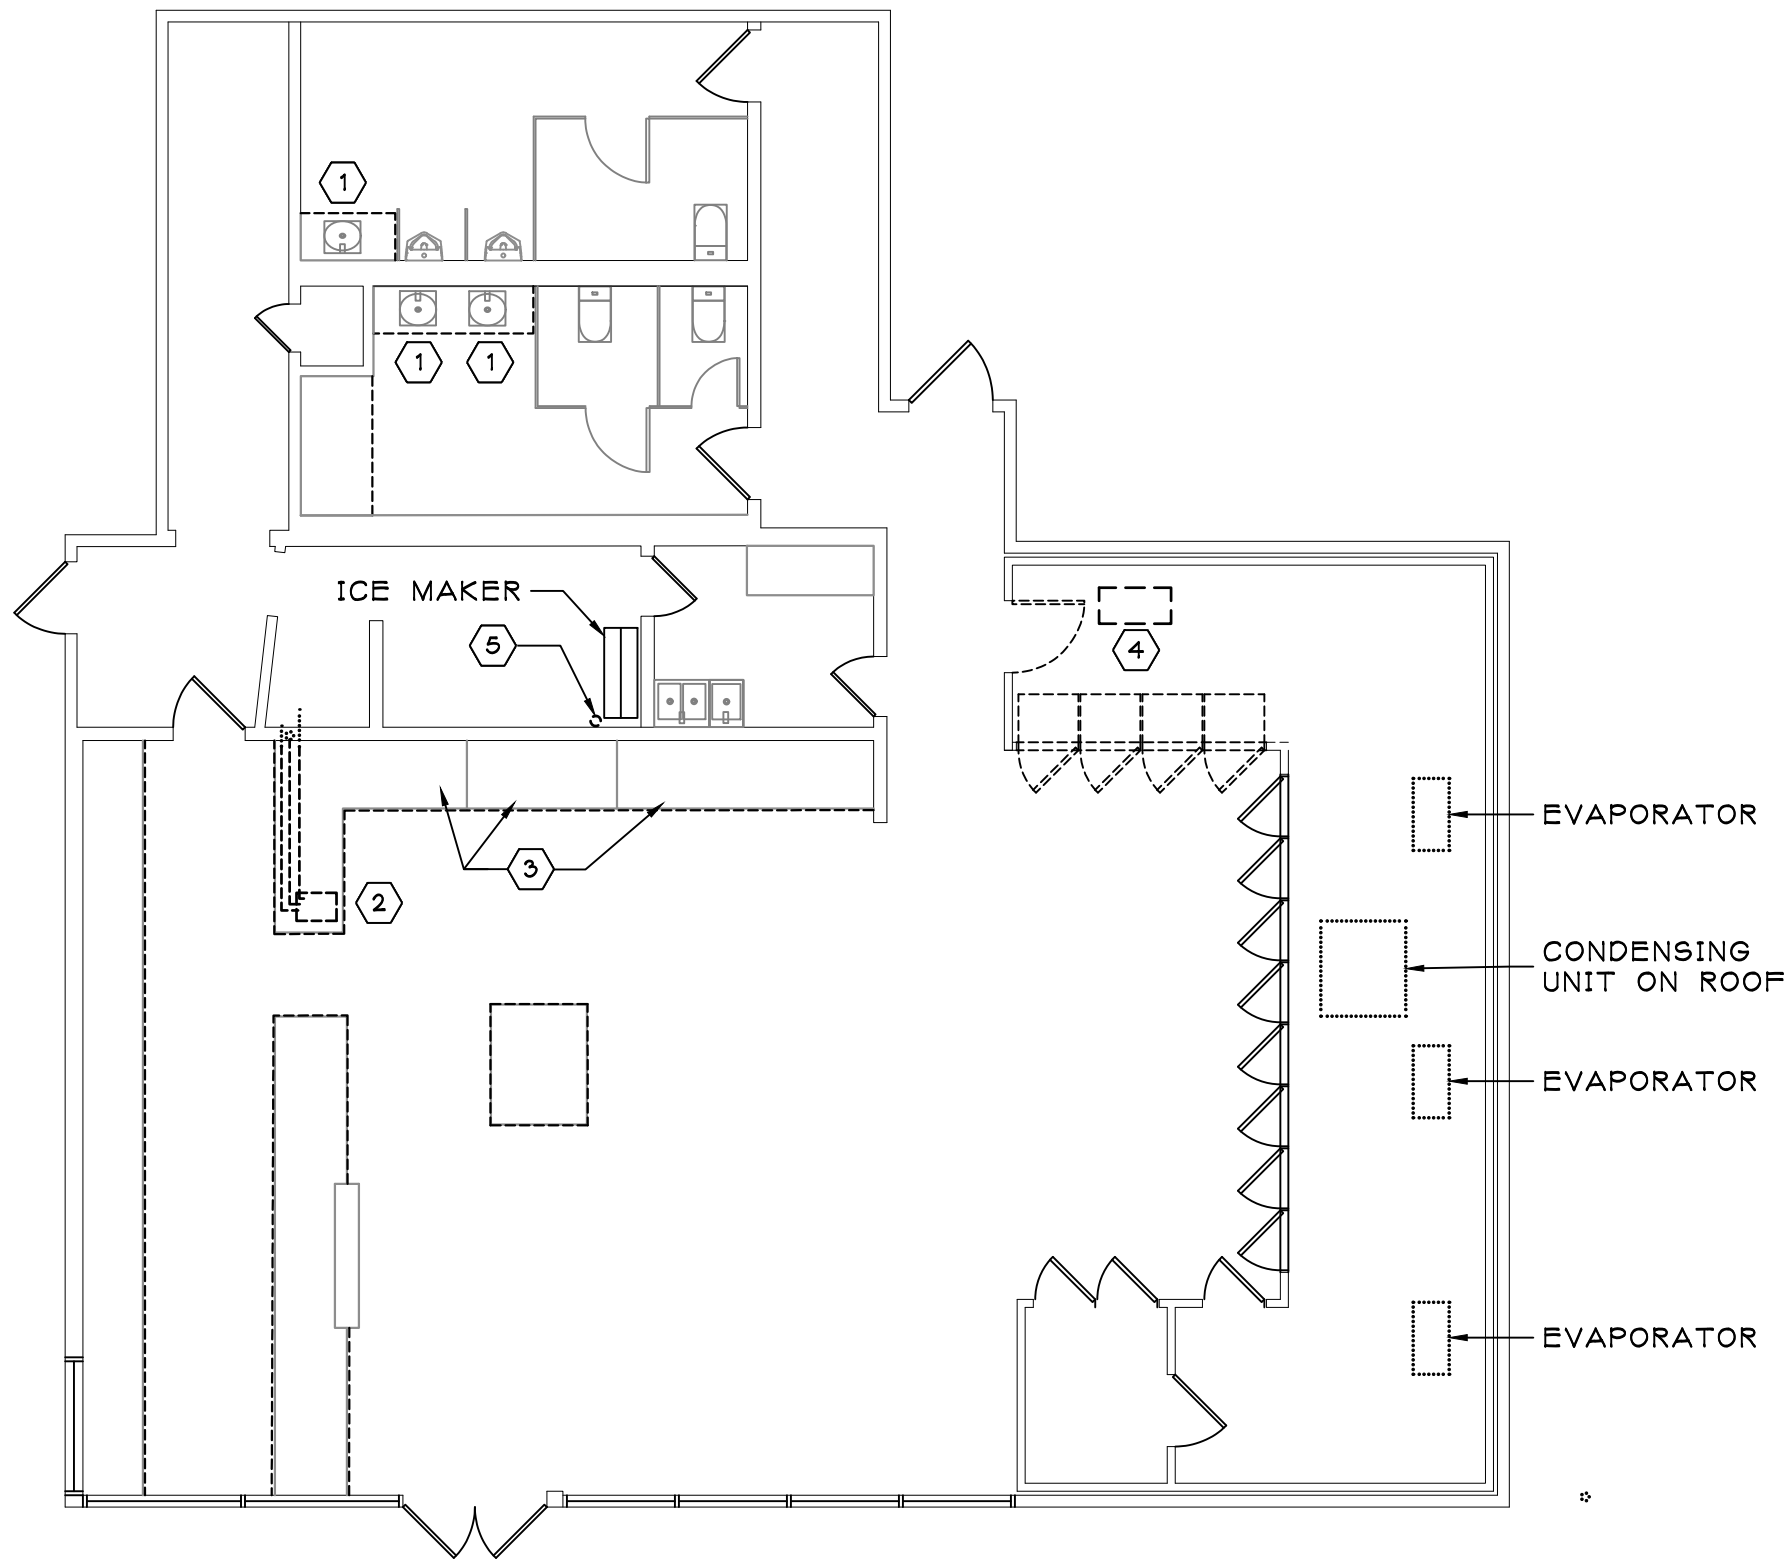 1
1
1
ICE MAKER
5
4
EVAPORATOR
3
2
CONDENSING
UNIT ON ROOF
EVAPORATOR
EVAPORATOR